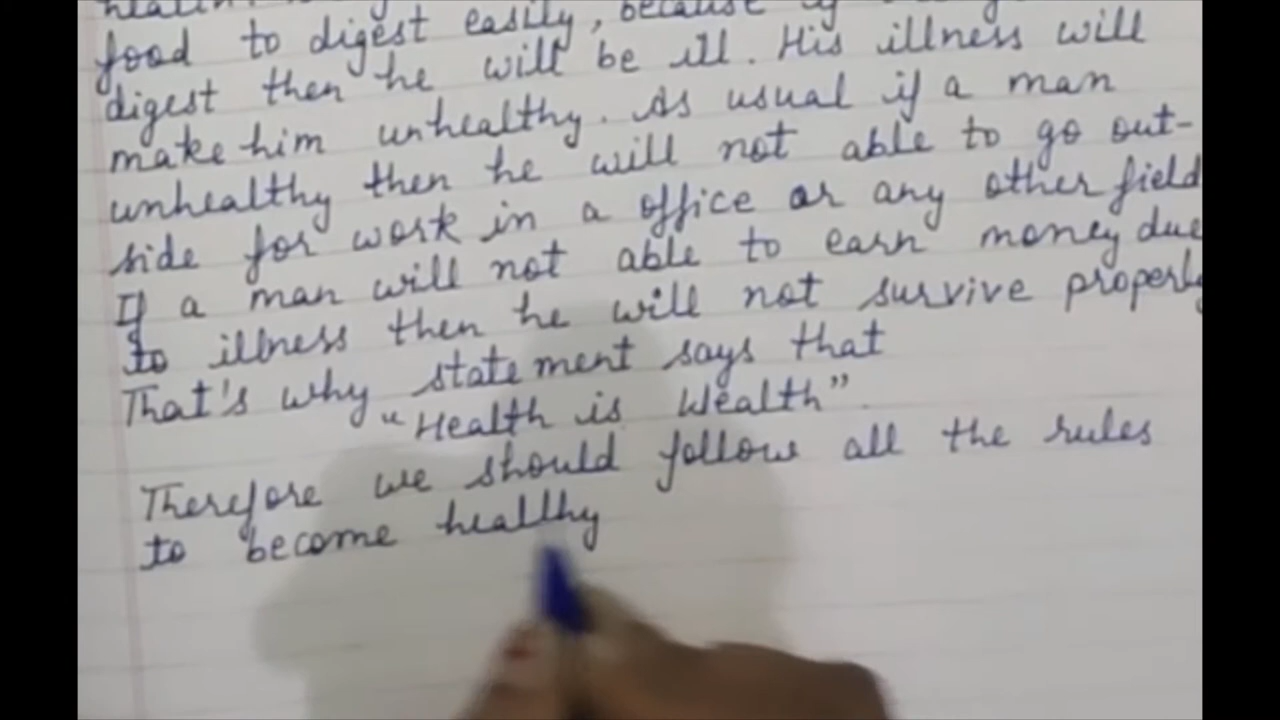 food to digest easily, because if
digest then he will be ill. His illness will
make him unhealthy. As usual if a man
unhealthy then he will not able to go out-
side for work in a office or any other field
If a man will not able to earn money due
to illness then he will not survive properly
That's why statement says that
"Health is Wealth".
Therefore we should follow all the rules
to become healthy